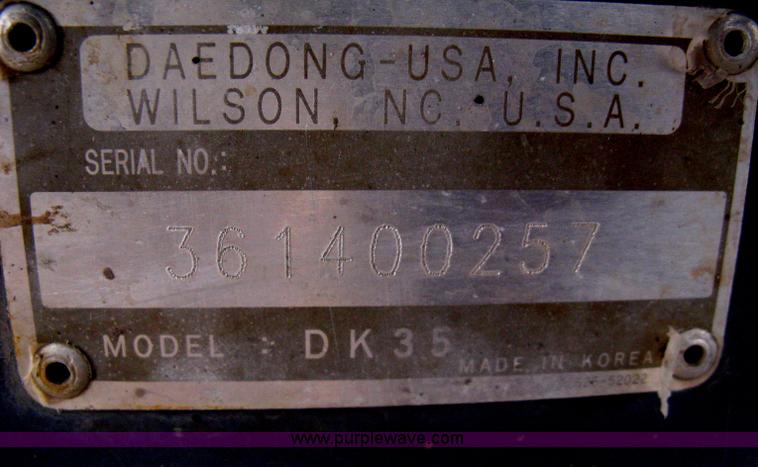 DAEDONG-USA, INC.
WILSON, NC. U.S.A.
SERIAL NO.:
361400257
MODEL : DK35
MADE IN KOREA
www.purplewave.com